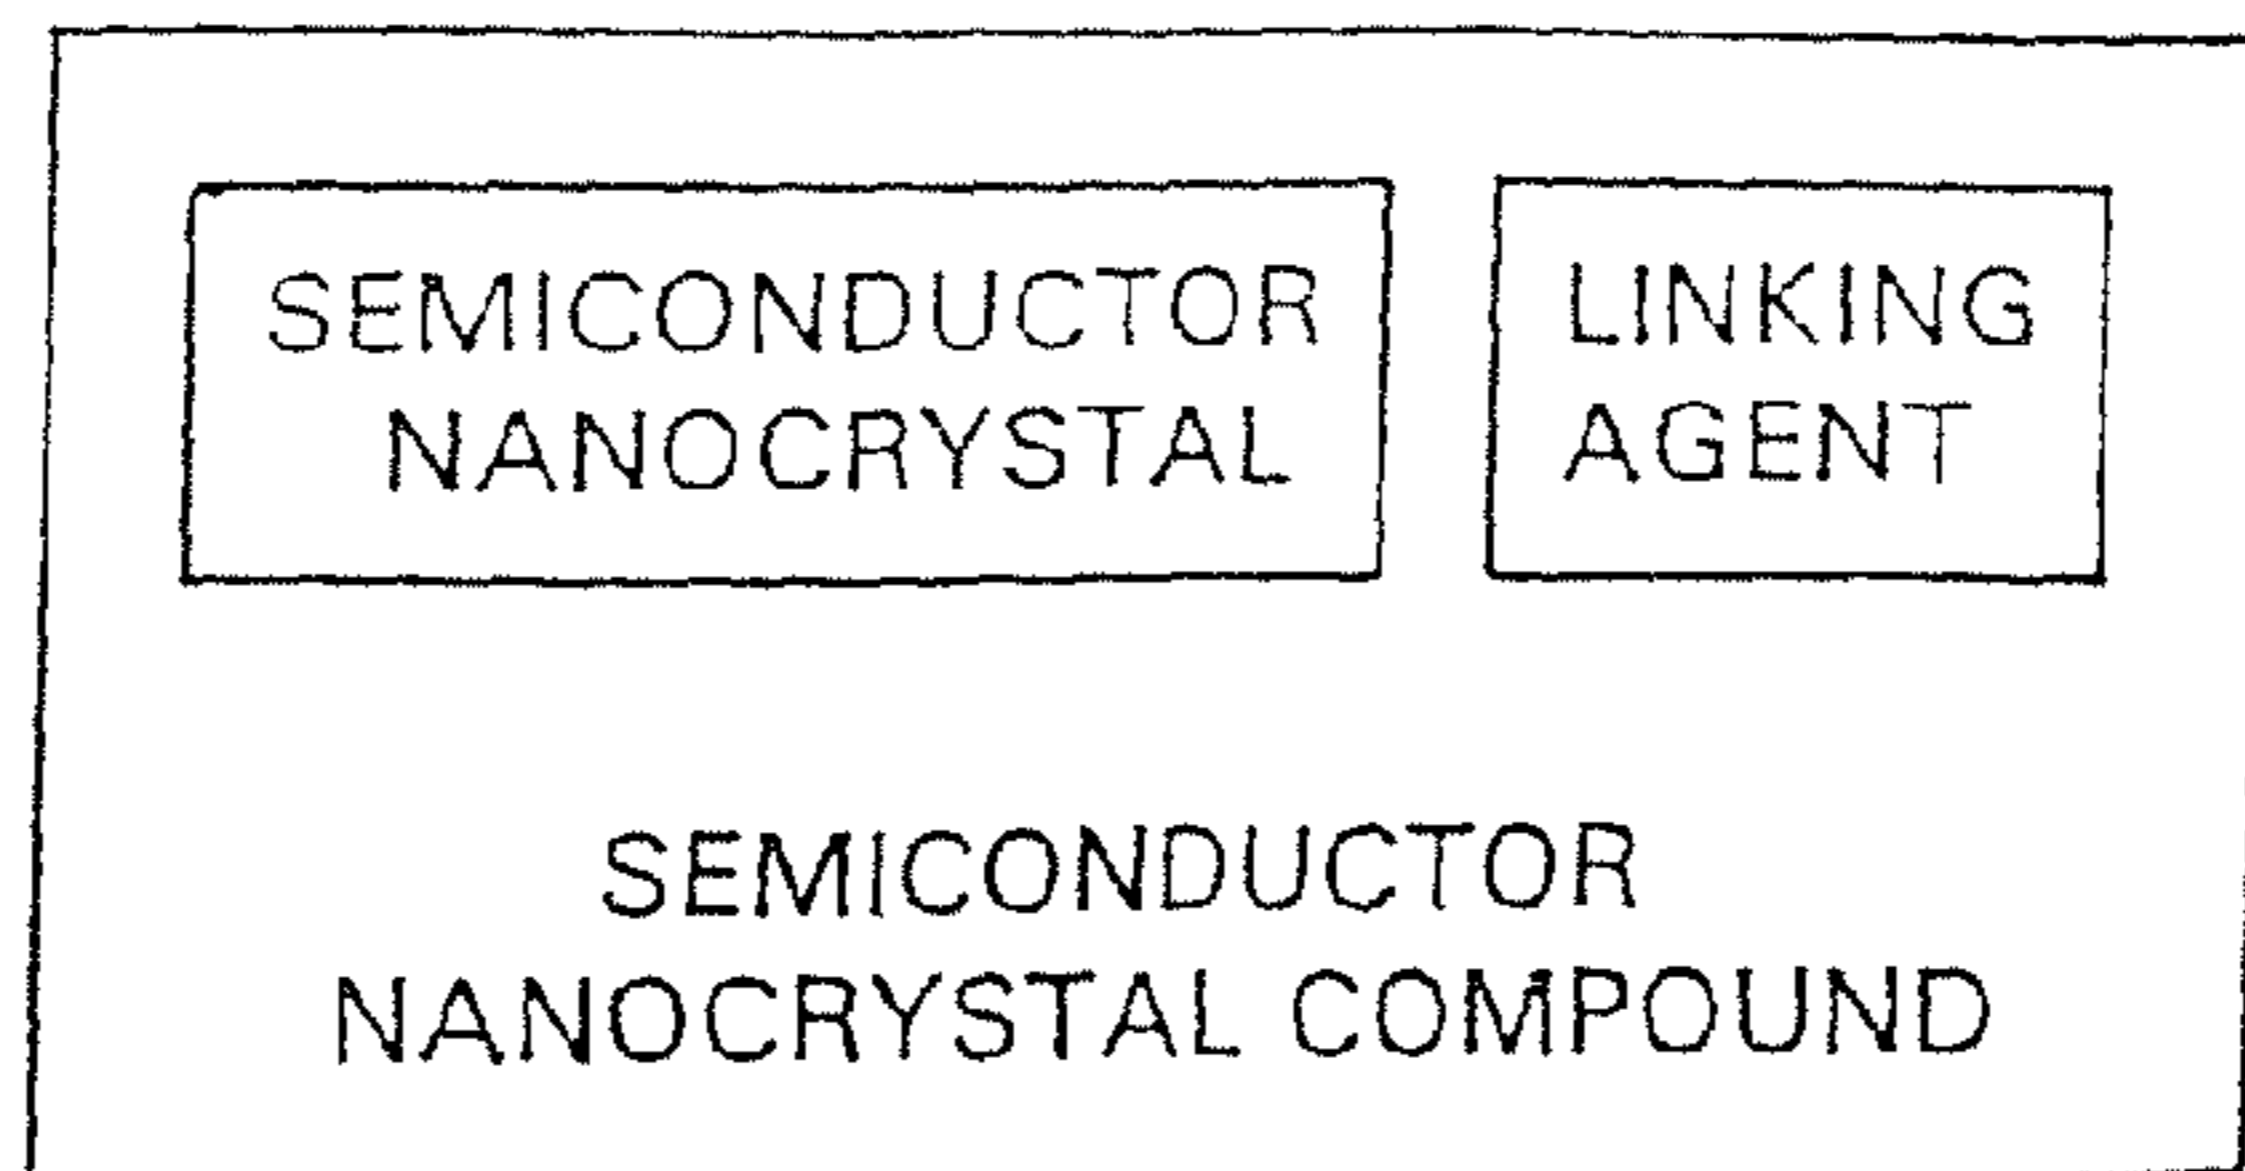 SEMICONDUCTOR
NANOCRYSTAL
LINKING
AGENT
SEMICONDUCTOR
NANOCRYSTAL COMPOUND